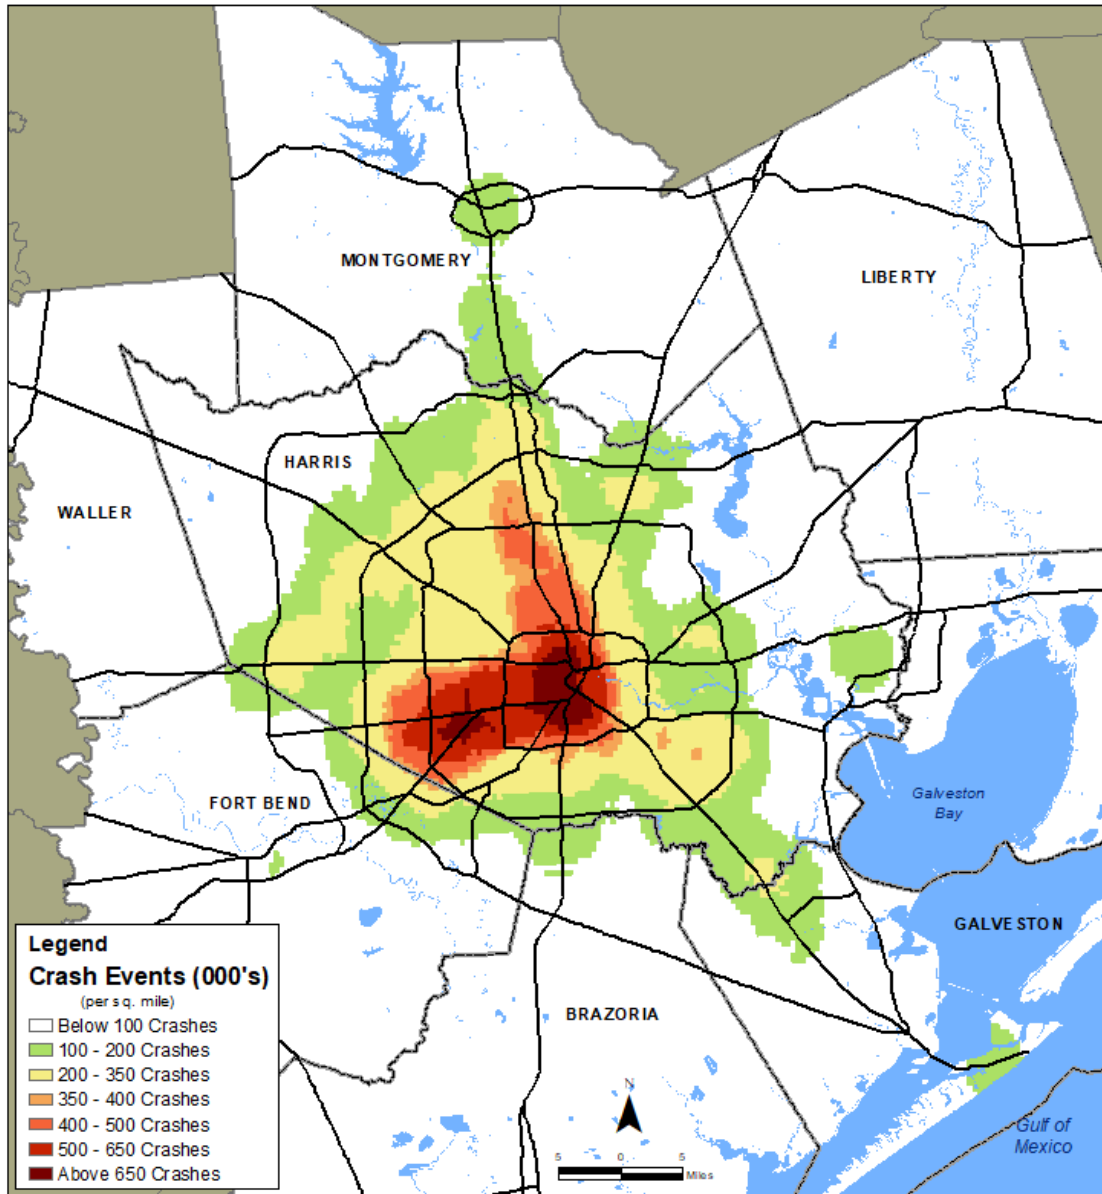 MONTGOMERY
LIBERTY
HARRIS
WALLER
FORT BEND
Galveston
Bay
GALVESTON
BRAZORIA
Gulf of
Mexico
Legend
Crash Events (000's)
(per sq. mile)
Below 100 Crashes
100 - 200 Crashes
200 - 350 Crashes
350 - 400 Crashes
400 - 500 Crashes
500 - 650 Crashes
Above 650 Crashes
N
5 0 5
Miles